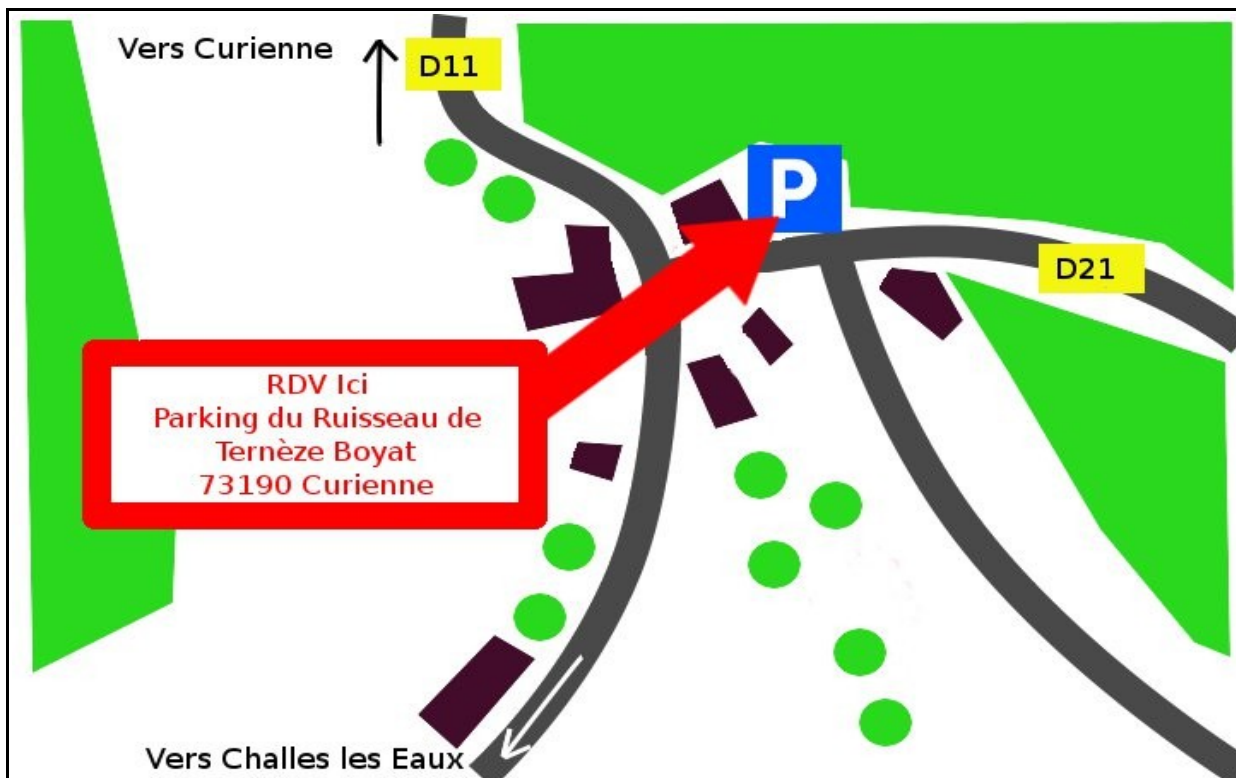 Vers Curienne
D11
P
D21
RDV Ici
Parking du Ruisseau de
Ternèze Boyat
73190 Curienne
Vers Challes les Eaux